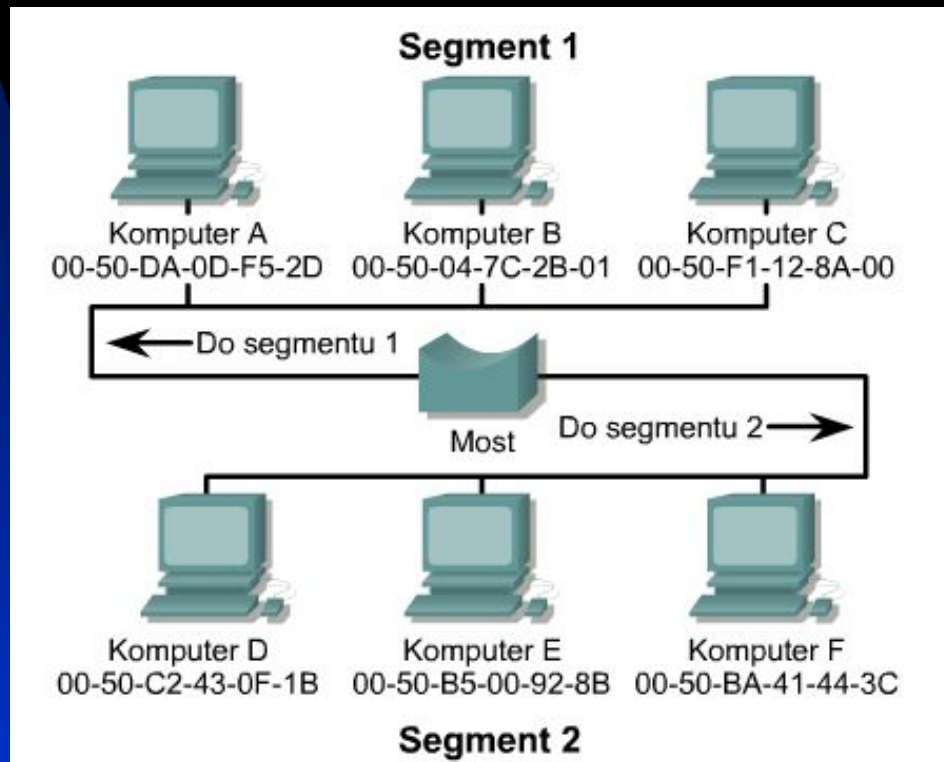 Segment 1
Komputer A Komputer B Komputer C
00-50-DA-0D-F5-2D 00-50-04-7C-2B-01 00-50-F1-12-8A-00
Do segmentu 1
Do segmentu 2
Most
Komputer D Komputer E Komputer F
00-50-C2-43-0F-1B 00-50-B5-00-92-8B 00-50-BA-41-44-3C
Segment 2